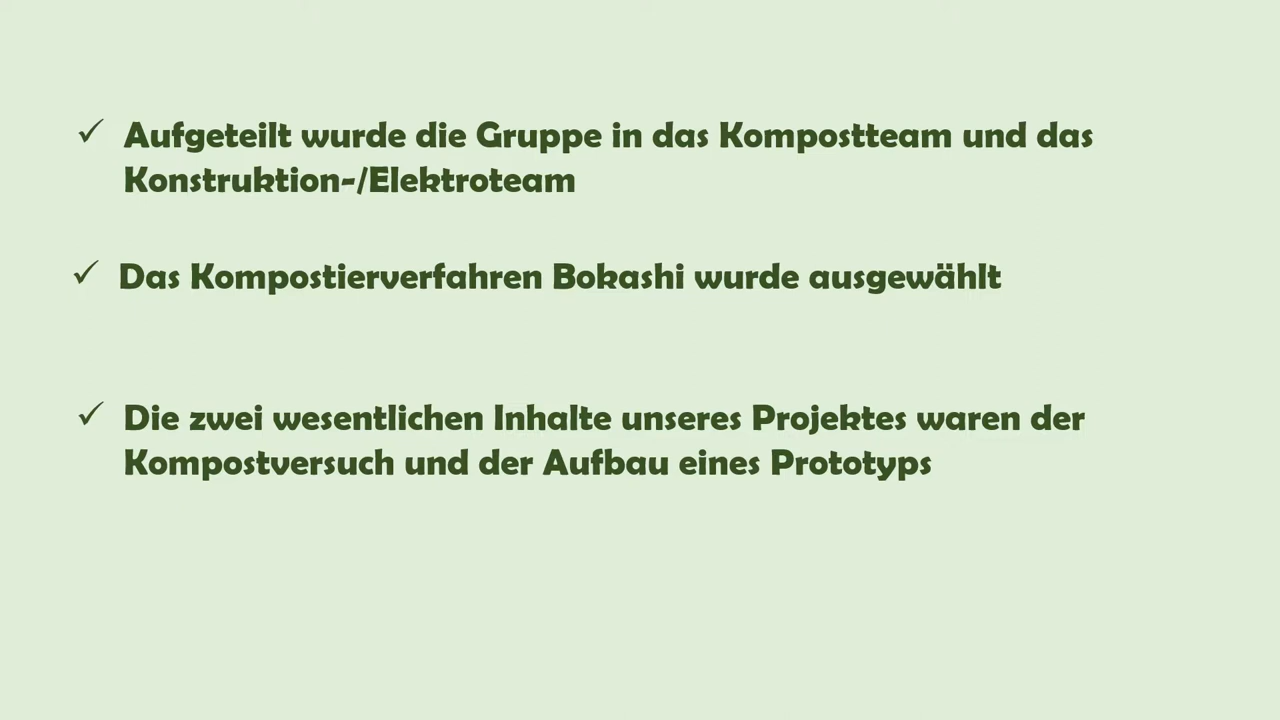 ✓ Aufgeteilt wurde die Gruppe in das Kompostteam und das
Konstruktion-/Elektroteam
✓ Das Kompostierverfahren Bokashi wurde ausgewählt
✓ Die zwei wesentlichen Inhalte unseres Projektes waren der
Kompostversuch und der Aufbau eines Prototyps